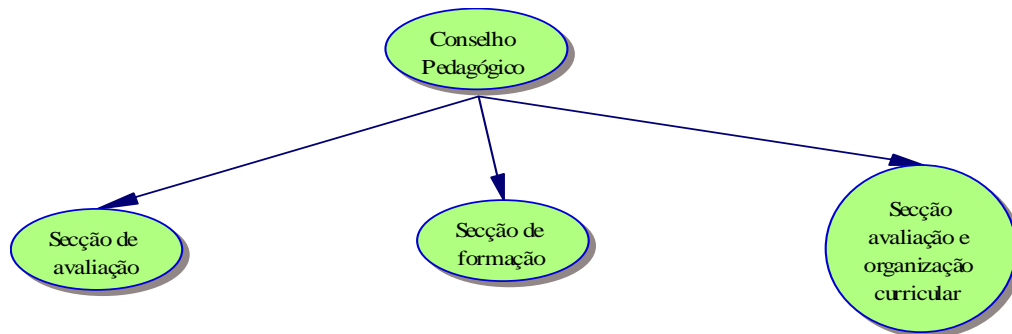 Conselho
Pedagógico
Secção de
avaliação
Secção de
formação
Secção
avaliação e
organização
curricular